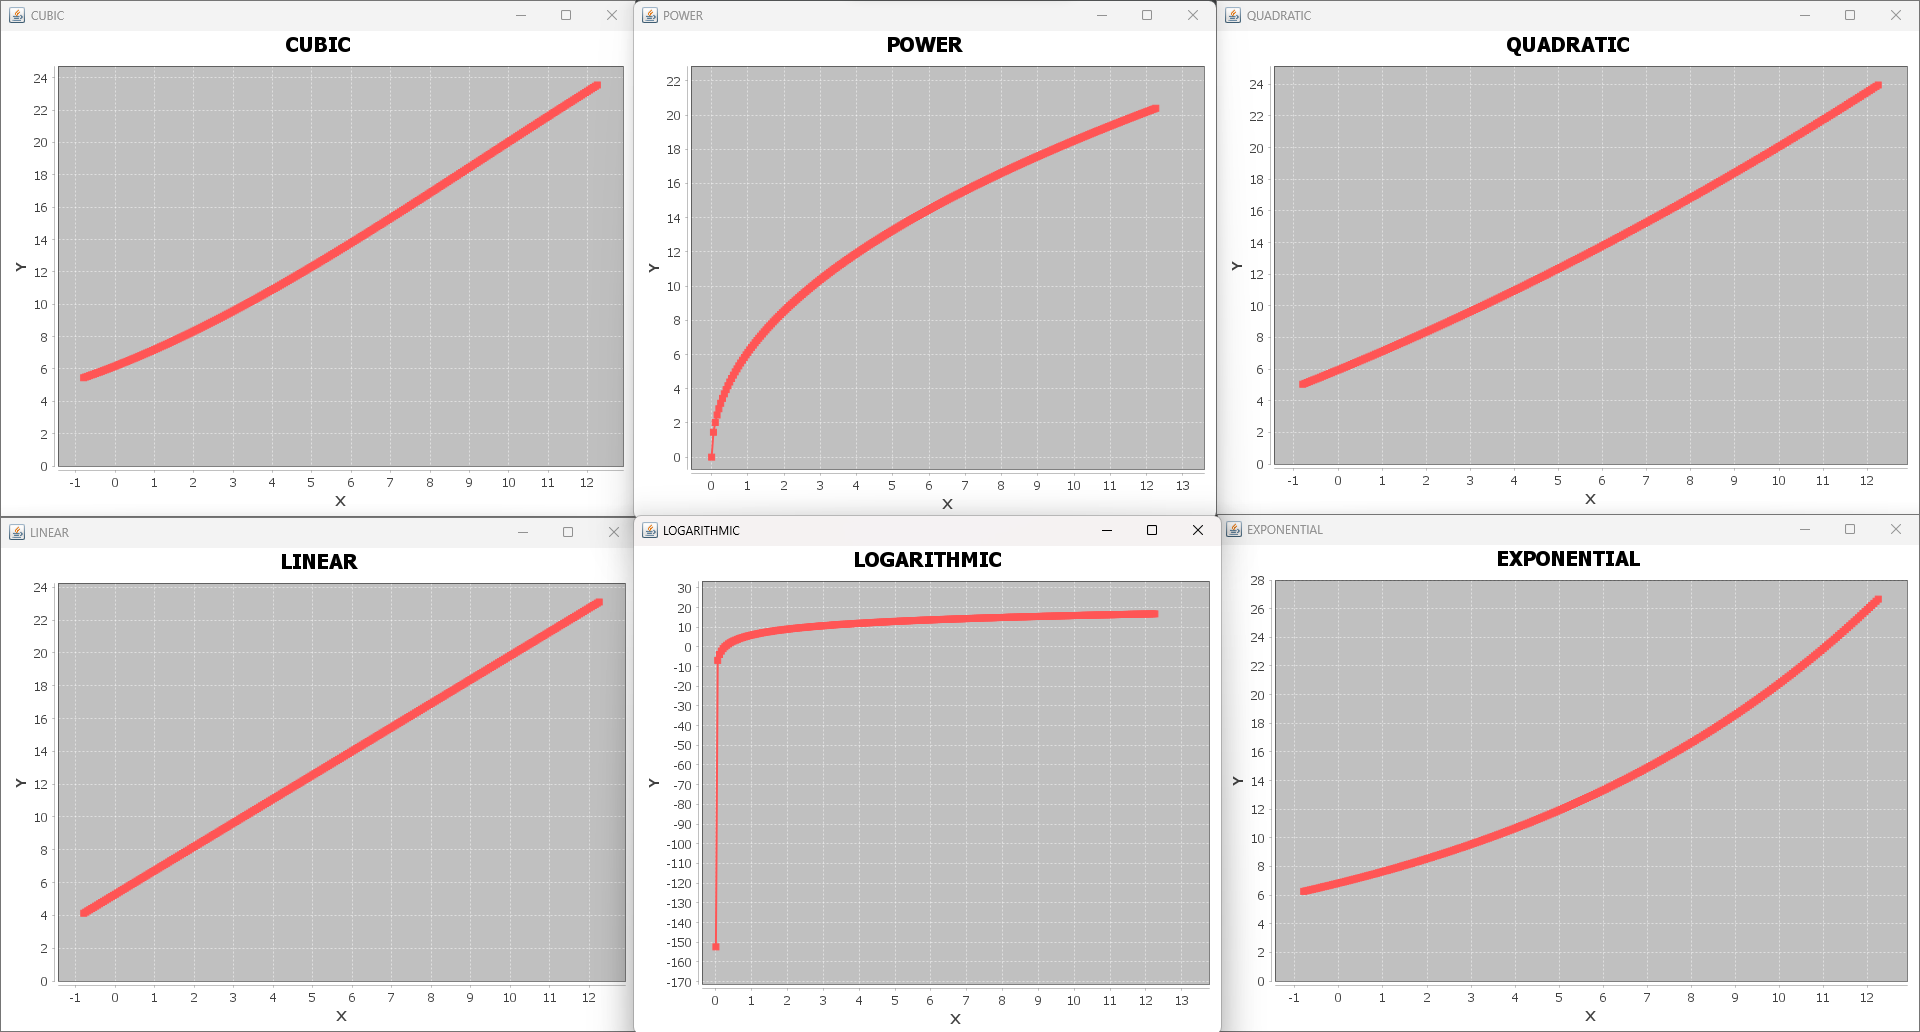 CUBIC
CUBIC
24
22
20
18
16
14
12
10
8
6
4
2
0
Y
-1 0 1 2 3 4 5 6 7 8 9 10 11 12
X
POWER
POWER
22
20
18
16
14
12
10
8
6
4
2
0
Y
0 1 2 3 4 5 6 7 8 9 10 11 12 13
X
QUADRATIC
QUADRATIC
24
22
20
18
16
14
12
10
8
6
4
2
0
Y
-1 0 1 2 3 4 5 6 7 8 9 10 11 12
X
LINEAR
LINEAR
24
22
20
18
16
14
12
10
8
6
4
2
0
Y
-1 0 1 2 3 4 5 6 7 8 9 10 11 12
X
LOGARITHMIC
LOGARITHMIC
30
20
10
0
-10
-20
-30
-40
-50
-60
-70
-80
-90
-100
-110
-120
-130
-140
-150
-160
-170
Y
0 1 2 3 4 5 6 7 8 9 10 11 12 13
X
EXPONENTIAL
EXPONENTIAL
28
26
24
22
20
18
16
14
12
10
8
6
4
2
0
Y
-1 0 1 2 3 4 5 6 7 8 9 10 11 12
X